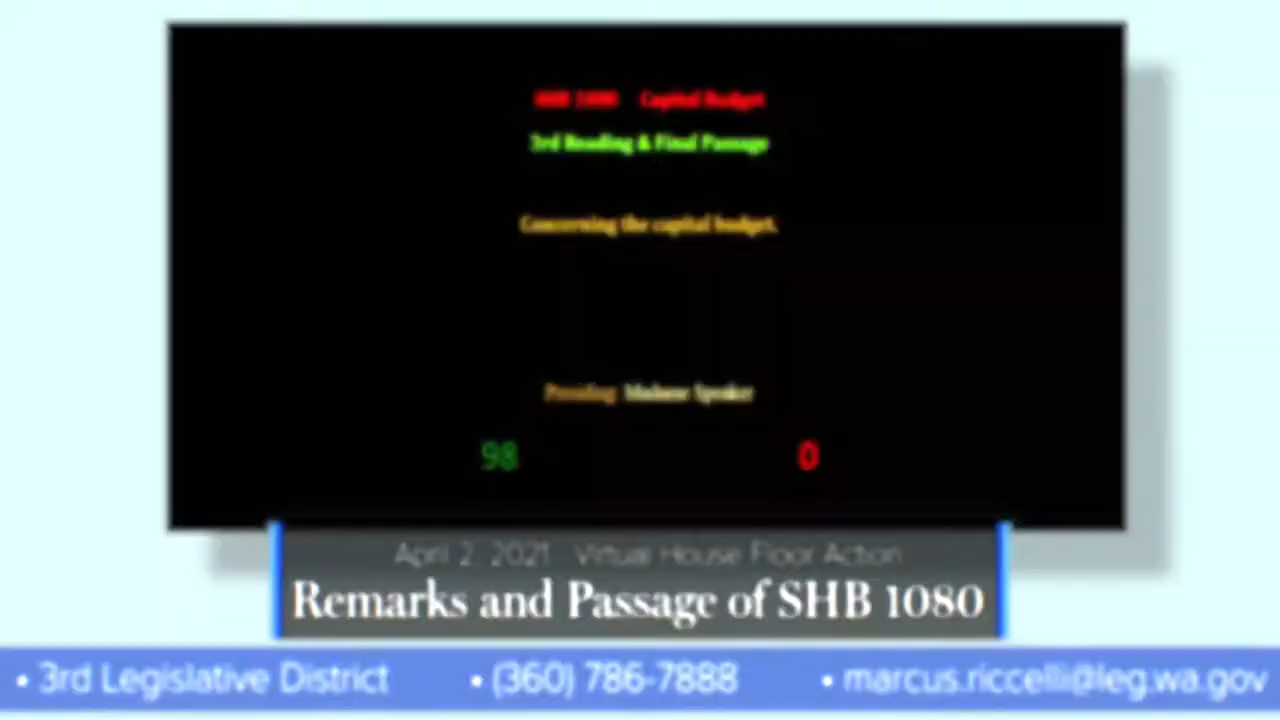 SHB 1080 Capital Budget
3rd Reading & Final Passage
Concerning the capital budget.
Presiding: Madame Speaker
98 0
April 2, 2021 Virtual House Floor Action
Remarks and Passage of SHB 1080
• 3rd Legislative District • (360) 786-7888 • marcus.riccelli@leg.wa.gov